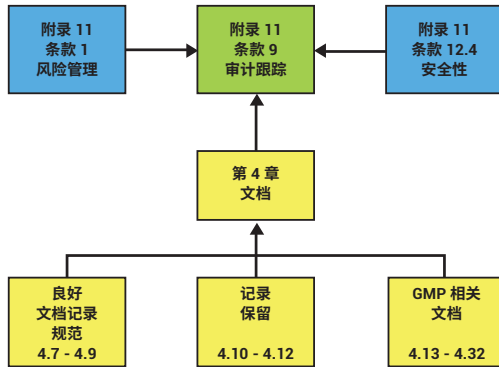 附录 11
条款 1
风险管理
附录 11
条款 9
审计跟踪
附录 11
条款 12.4
安全性
第 4 章
文档
良好
文档记录
规范
4.7 - 4.9
记录
保留
4.10 - 4.12
GMP 相关
文档
4.13 - 4.32